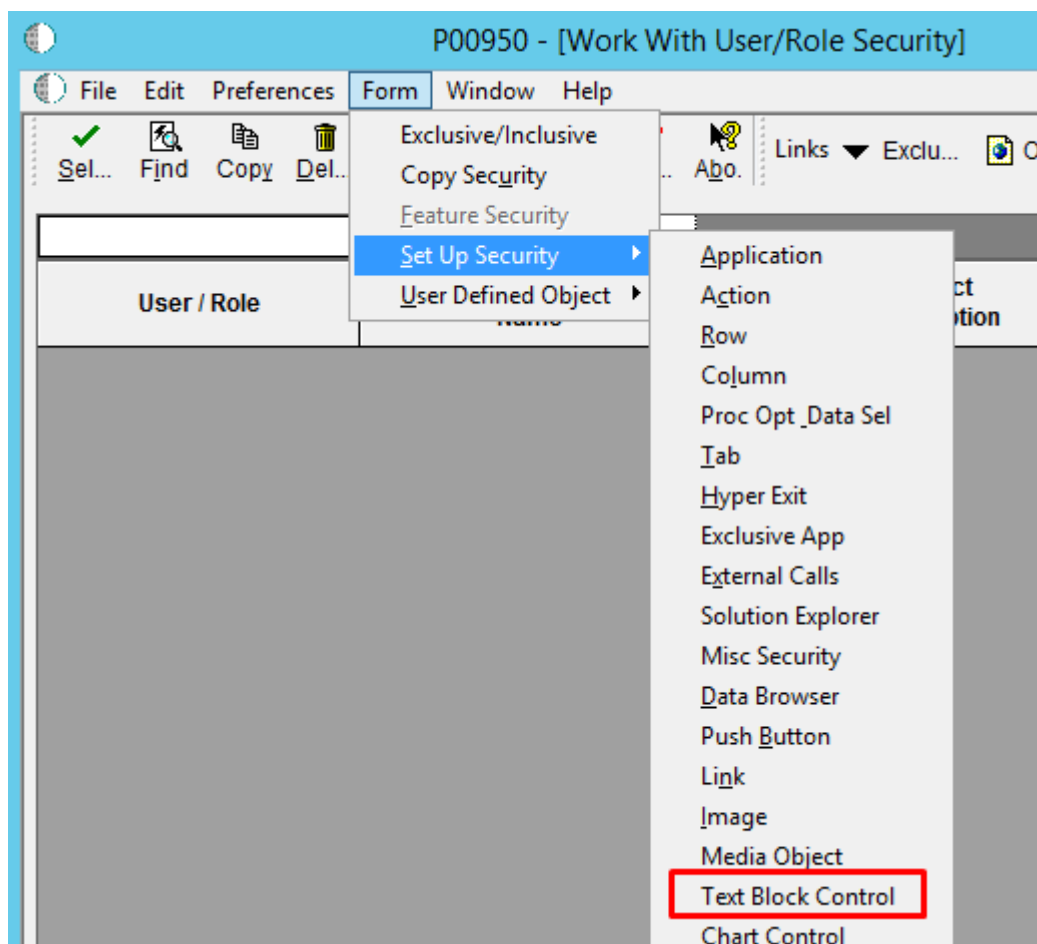 P00950 - [Work With User/Role Security]
File Edit Preferences Form Window Help
Sel... Find Copy Del... Abo. Links Exclu...
Exclusive/Inclusive
Copy Security
Feature Security
Set Up Security
User Defined Object
User / Role
Application
Action
Row
Column
Proc Opt _Data Sel
Tab
Hyper Exit
Exclusive App
External Calls
Solution Explorer
Misc Security
Data Browser
Push Button
Link
Image
Media Object
Text Block Control
Chart Control